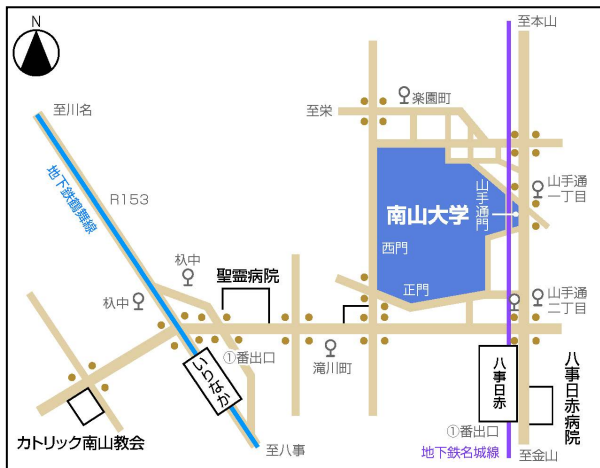 N
至本山
楽園町
至栄
至川名
地下鉄鶴舞線
R153
山手通
一丁目
山手通門
南山大学
西門
正門
杁中
聖霊病院
杁中
山手通
二丁目
①番出口
滝川町
いりなか
八事日赤
八事日赤病院
カトリック南山教会
至八事
①番出口
地下鉄名城線
至金山